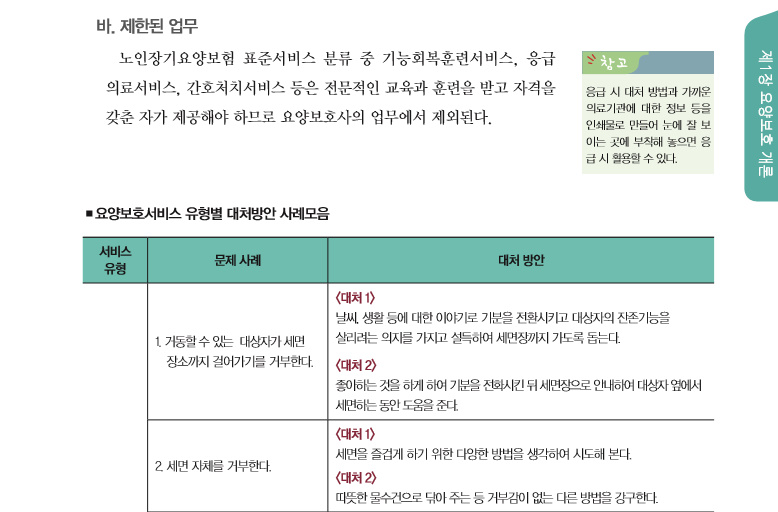 바. 제한된 업무
노인장기요양보험 표준서비스 분류 중 기능회복훈련서비스, 응급
의료서비스, 간호처치서비스 등은 전문적인 교육과 훈련을 받고 자격을
갖춘 자가 제공해야 하므로 요양보호사의 업무에서 제외된다.
참고
응급 시 대처 방법과 가까운
의료기관에 대한 정보 등을
인쇄물로 만들어 눈에 잘 보
이는 곳에 부착해 놓으면 응
급 시 활용할 수 있다.
제1장 요양보호 개론
■ 요양보호서비스 유형별 대처방안 사례모음
서비스
유형
문제 사례
대처 방안
1. 거동할 수 있는 대상자가 세면
장소까지 걸어가기를 거부한다.
<대처 1>
날씨, 생활 등에 대한 이야기로 기분을 전환시키고 대상자의 잔존기능을
살리려는 의지를 가지고 설득하여 세면장까지 가도록 돕는다.
<대처 2>
좋아하는 것을 하게 하여 기분을 전화시킨 뒤 세면장으로 안내하여 대상자 옆에서
세면하는 동안 도움을 준다.
2. 세면 자체를 거부한다.
<대처 1>
세면을 즐겁게 하기 위한 다양한 방법을 생각하여 시도해 본다.
<대처 2>
따뜻한 물수건으로 닦아 주는 등 거부감이 없는 다른 방법을 강구한다.